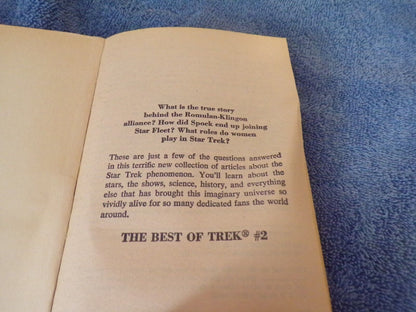 What is the true story
behind the Romulan-Klingon
alliance? How did Spock end up joining
Star Fleet? What roles do women
play in Star Trek?
These are just a few of the questions answered
in this terrific new collection of articles about the
Star Trek phenomenon. You'll learn about the
stars, the shows, science, history, and everything
else that has brought this imaginary universe so
vividly alive for so many dedicated fans the world
around.
THE BEST OF TREK® #2